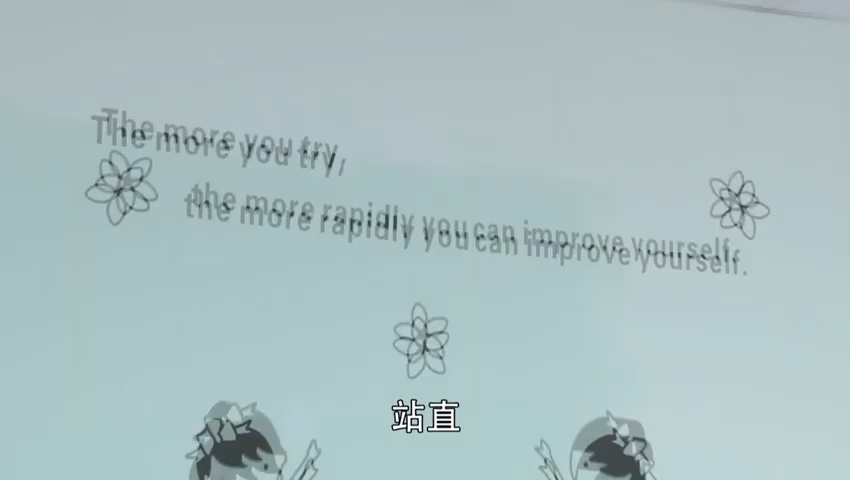 The more you try,
the more rapidly you can improve yourself.
站直